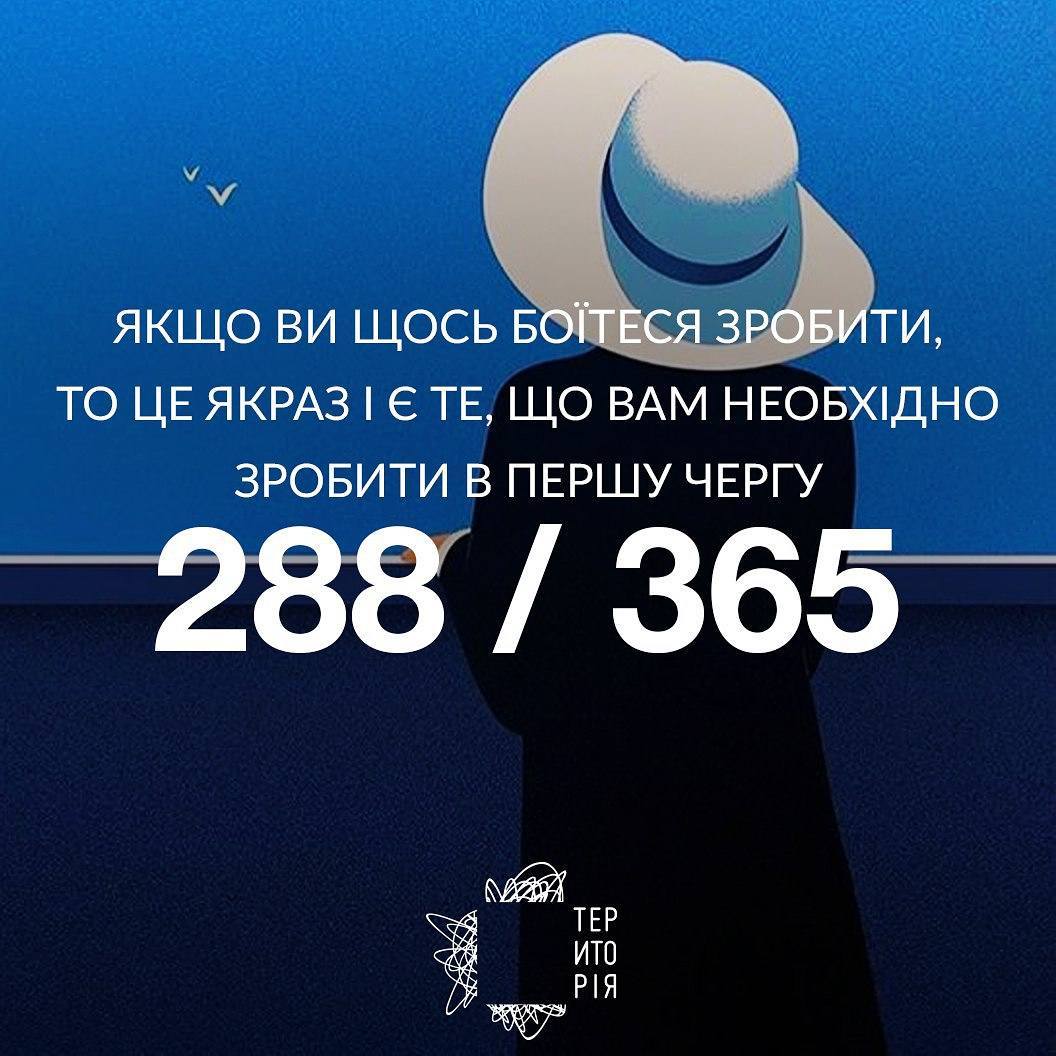 ЯКЩО ВИ ЩОСЬ БОЇТЕСЯ ЗРОБИТИ,
ТО ЦЕ ЯКРАЗ І Є ТЕ, ЩО ВАМ НЕОБХІДНО
ЗРОБИТИ В ПЕРШУ ЧЕРГУ
288 / 365
ТЕР
ИТО
РІЯ